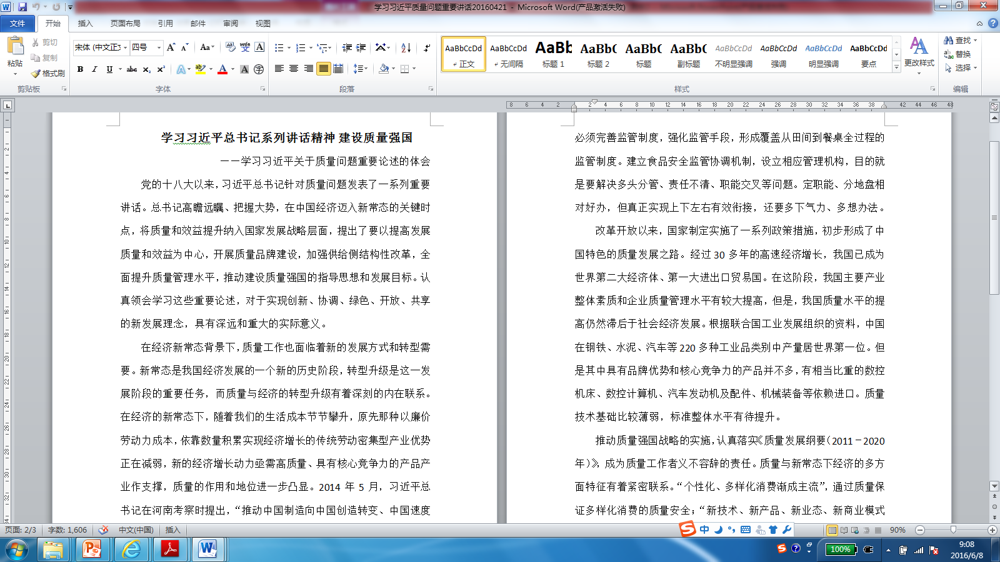 学习习近平质量问题重要讲话20160421 - Microsoft Word(产品激活失败)
文件 开始 插入 页面布局 引用 邮件 审阅 视图
剪切
复制
格式刷
粘贴
剪贴板
宋体 (中文正文 四号
字体
段落
AaBbCcDd AaBbCcDd AaBb AaBbC AaBbC AaBbC AaBbCcDd AaBbCcDd AaBbCcDd AaBbCcDd
正文 无间隔 标题 1 标题 2 标题 副标题 不明显强调 强调 明显强调 要点
样式
更改样式
查找
替换
选择
编辑
8 6 4 2 2 4 6 8 10 12 14 16 18 20 22 24 26 28 30 32 34 36 38 42 44 46 48
学习习近平总书记系列讲话精神 建设质量强国
——学习习近平关于质量问题重要论述的体会
党的十八大以来，习近平总书记针对质量问题发表了一系列重要
讲话。总书记高瞻远瞩、把握大势，在中国经济迈入新常态的关键时
点，将质量和效益提升纳入国家发展战略层面，提出了要以提高发展
质量和效益为中心，开展质量品牌建设，加强供给侧结构性改革，全
面提升质量管理水平，推动建设质量强国的指导思想和发展目标。认
真领会学习这些重要论述，对于实现创新、协调、绿色、开放、共享
的新发展理念，具有深远和重大的实际意义。
在经济新常态背景下，质量工作也面临着新的发展方式和转型需
要。新常态是我国经济发展的一个新的历史阶段，转型升级是这一发
展阶段的重要任务，而质量与经济的转型升级有着深刻的内在联系。
在经济的新常态下，随着我们的生活成本节节攀升，原先那种以廉价
劳动力成本，依靠数量积累实现经济增长的传统劳动密集型产业优势
正在减弱，新的经济增长动力亟需高质量、具有核心竞争力的产品产
业作支撑，质量的作用和地位进一步凸显。2014 年 5 月，习近平总
书记在河南考察时提出，“推动中国制造向中国创造转变、中国速度
必须完善监管制度，强化监管手段，形成覆盖从田间到餐桌全过程的
监管制度。建立食品安全监管协调机制，设立相应管理机构，目的就
是要解决多头分管、责任不清、职能交叉等问题。定职能、分地盘相
对好办，但真正实现上下左右有效衔接，还要多下气力、多想办法。
改革开放以来，国家制定实施了一系列政策措施，初步形成了中
国特色的质量发展之路。经过 30 多年的高速经济增长，我国已成为
世界第二大经济体、第一大进出口贸易国。在这阶段，我国主要产业
整体素质和企业质量管理水平有较大提高，但是，我国质量水平的提
高仍然滞后于社会经济发展。根据联合国工业发展组织的资料，中国
在钢铁、水泥、汽车等 220 多种工业品类别中产量居世界第一位。但
是其中具有品牌优势和核心竞争力的产品并不多，有相当比重的数控
机床、数控计算机、汽车发动机及配件、机械装备等依赖进口。质量
技术基础比较薄弱，标准整体水平有待提升。
推动质量强国战略的实施，认真落实《质量发展纲要（2011－2020
年）》，成为质量工作者义不容辞的责任。质量与新常态下经济的多方
面特征有着紧密联系。“个性化、多样化消费渐成主流”，通过质量保
证多样化消费的质量安全；“新技术、新产品、新业态、新商业模式
页面: 2/3 字数: 1,606 中文(中国) 插入 中 90%
100% 9:08
2016/6/8